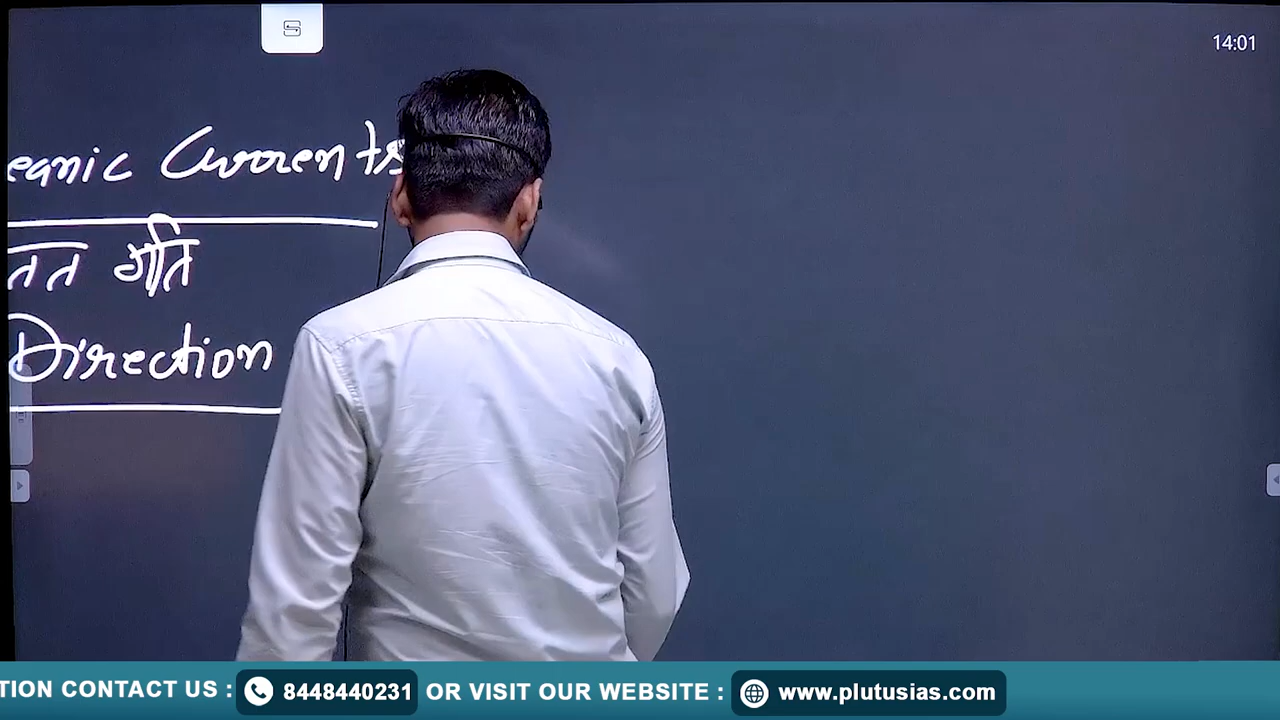 14:01
eanic Currents
तत गति
Direction
TION CONTACT US : 8448440231 OR VISIT OUR WEBSITE : www.plutusias.com